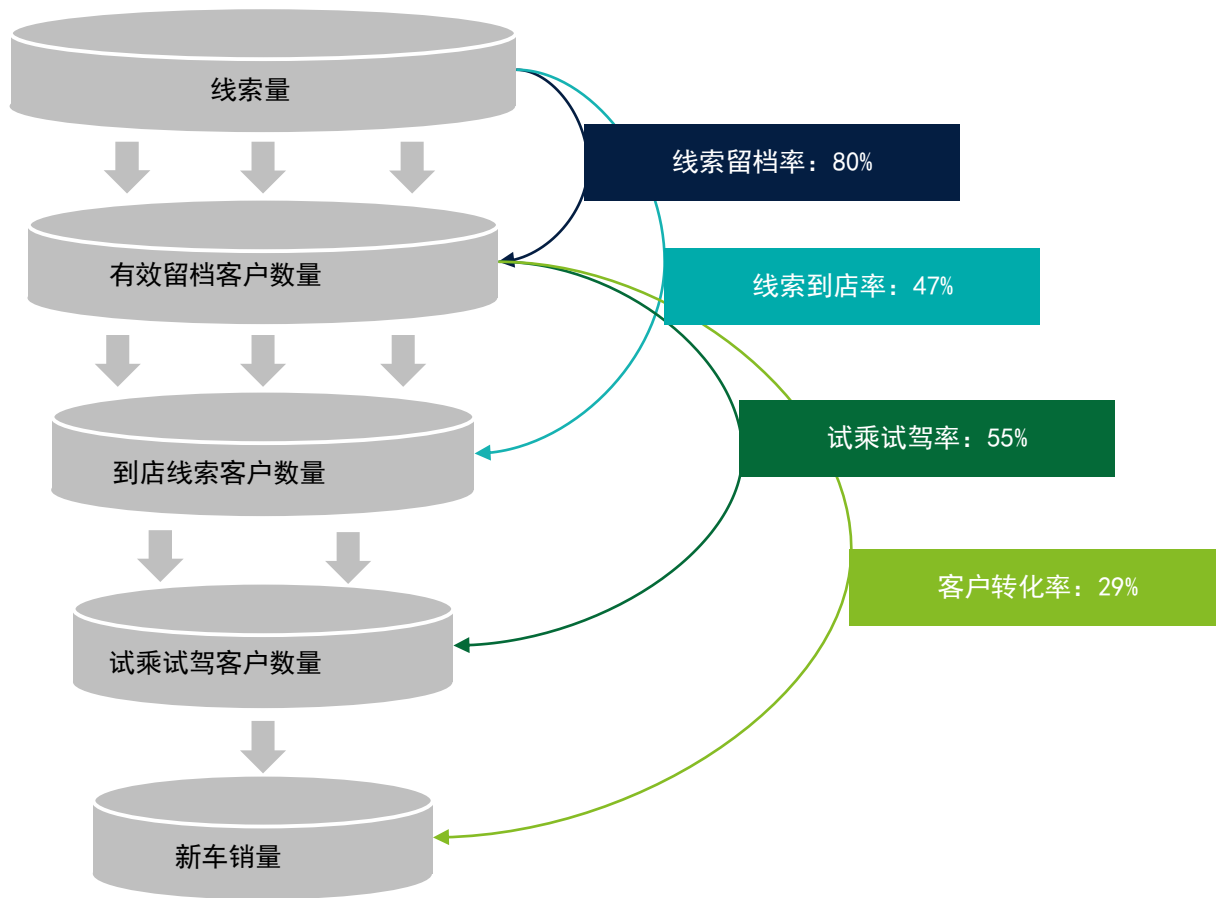 线索量
线索留档率：80%
有效留档客户数量
线索到店率：47%
试乘试驾率：55%
到店线索客户数量
客户转化率：29%
试乘试驾客户数量
新车销量